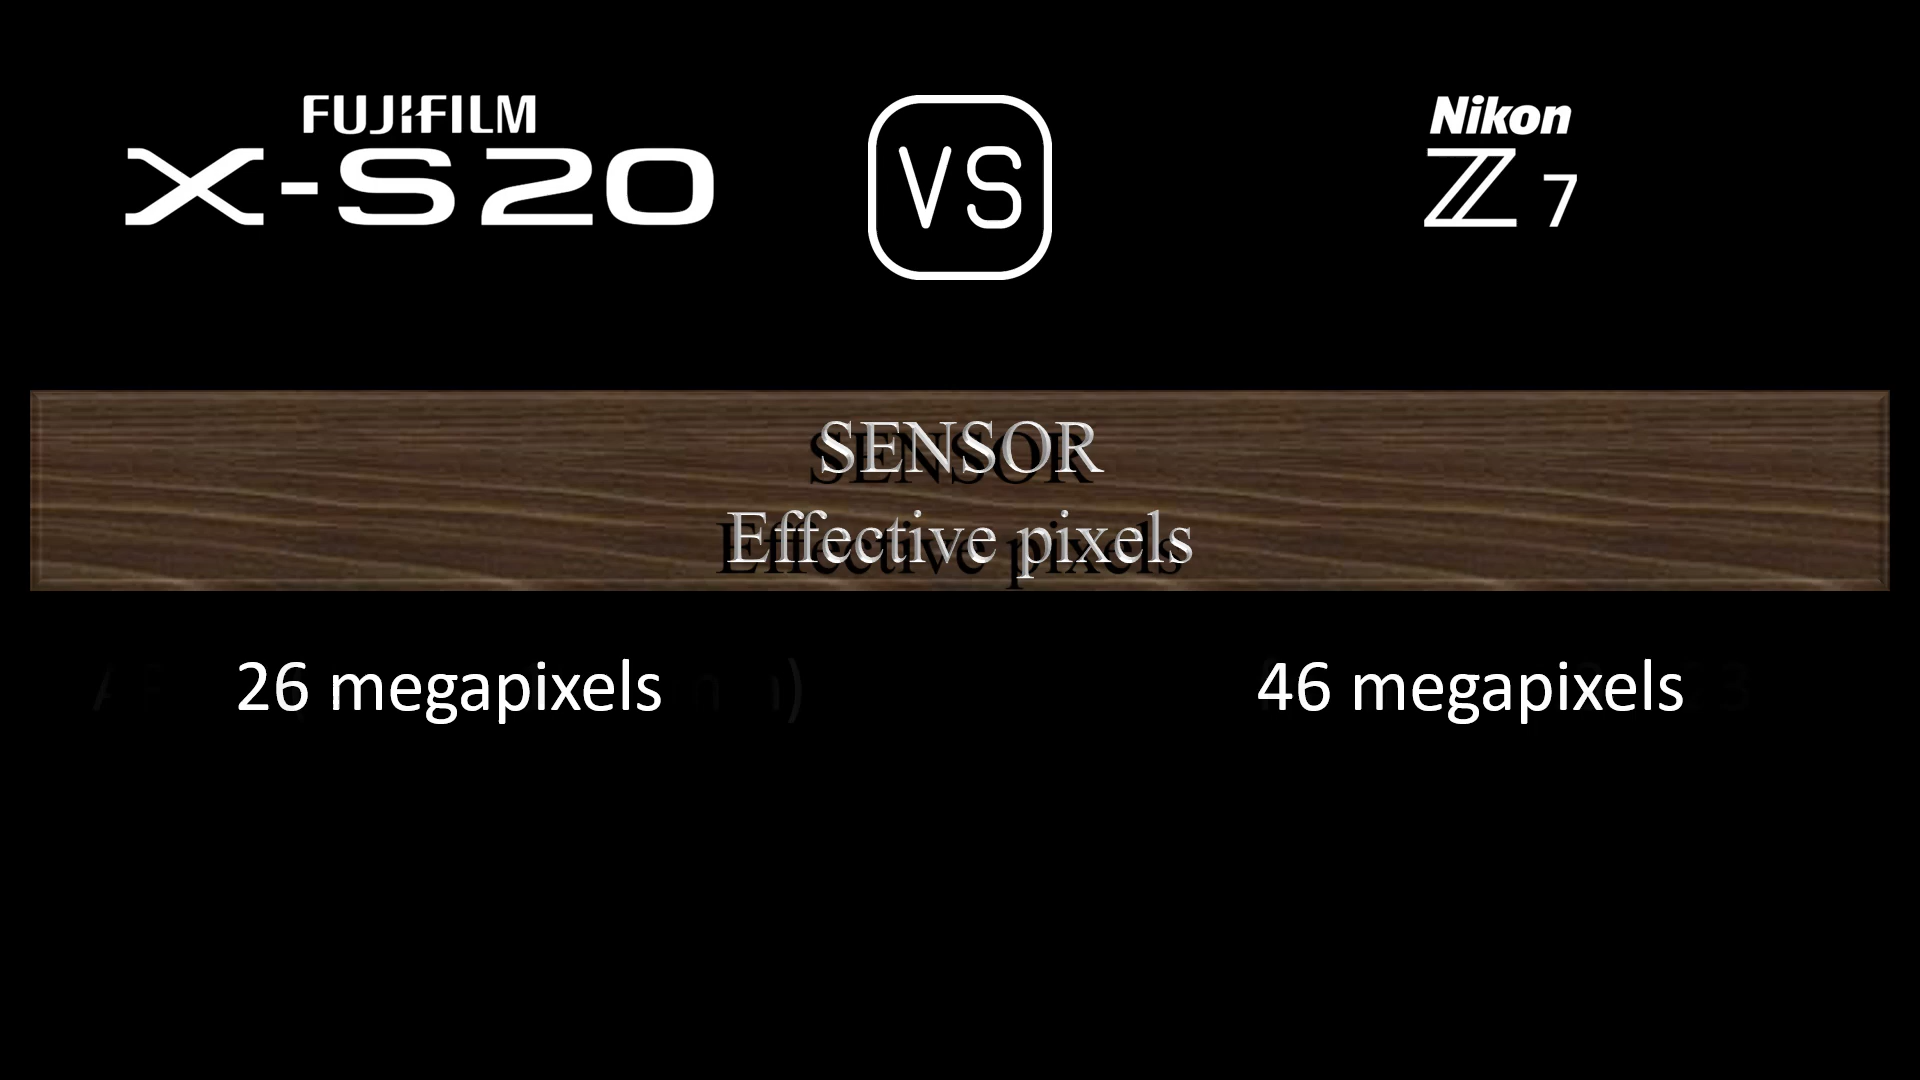 FUJIFILM
X-S20
VS
Nikon
Z 7
SENSOR
Effective pixels
26 megapixels
46 megapixels